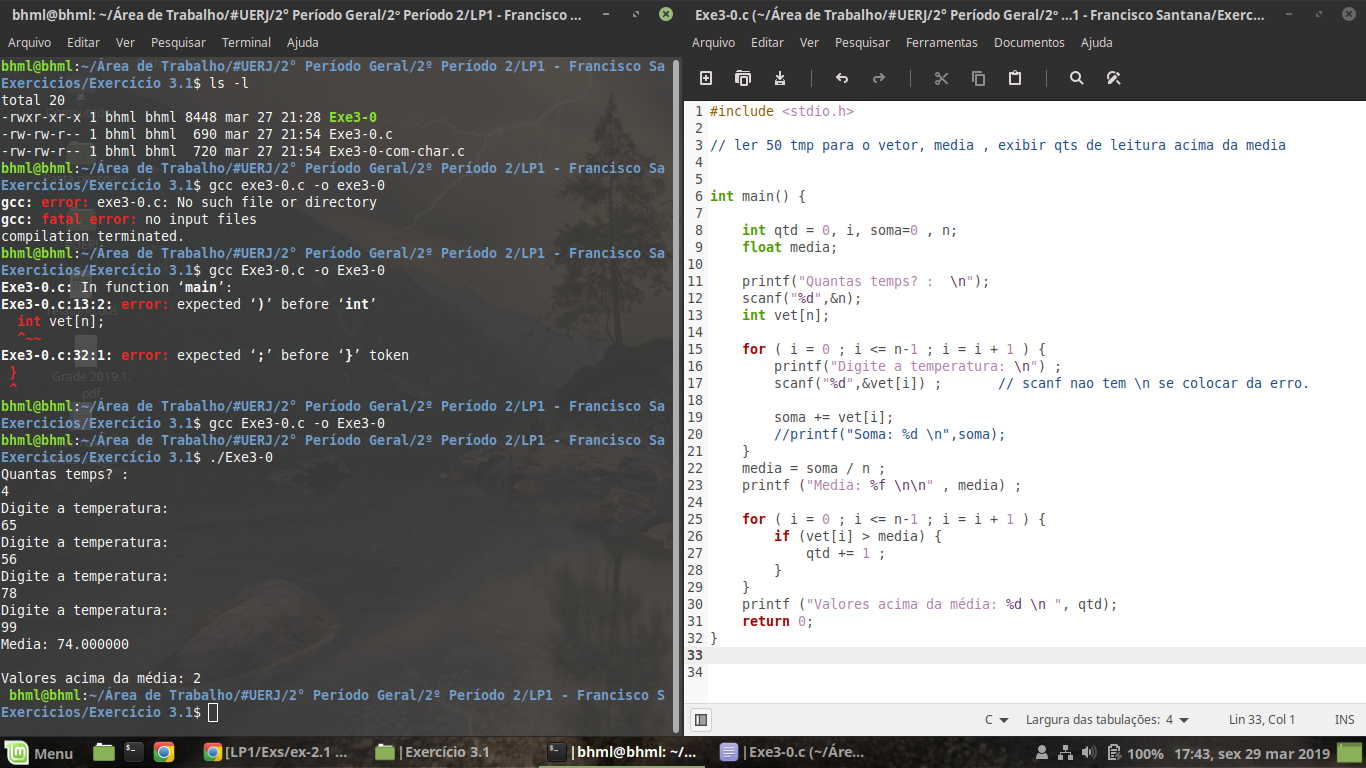 bhml@bhml: ~/Área de Trabalho/#UERJ/2° Período Geral/2º Período 2/LP1 - Francisco ...
Arquivo Editar Ver Pesquisar Terminal Ajuda
bhml@bhml:~/Área de Trabalho/#UERJ/2° Período Geral/2º Período 2/LP1 - Francisco Sa
Exercicios/Exercício 3.1$ ls -l
total 20
-rwxr-xr-x 1 bhml bhml 8448 mar 27 21:28 Exe3-0
-rw-rw-r-- 1 bhml bhml  690 mar 27 21:54 Exe3-0.c
-rw-rw-r-- 1 bhml bhml  720 mar 27 21:54 Exe3-0-com-char.c
bhml@bhml:~/Área de Trabalho/#UERJ/2° Período Geral/2º Período 2/LP1 - Francisco Sa
Exercicios/Exercício 3.1$ gcc exe3-0.c -o exe3-0
gcc: error: exe3-0.c: No such file or directory
gcc: fatal error: no input files
compilation terminated.
bhml@bhml:~/Área de Trabalho/#UERJ/2° Período Geral/2º Período 2/LP1 - Francisco Sa
Exercicios/Exercício 3.1$ gcc Exe3-0.c -o Exe3-0
Exe3-0.c: In function ‘main’:
Exe3-0.c:13:2: error: expected ‘)’ before ‘int’
  int vet[n];
  ^~~
Exe3-0.c:32:1: error: expected ‘;’ before ‘}’ token
 }
 ^
Grade 2019.1.
pdf
bhml@bhml:~/Área de Trabalho/#UERJ/2° Período Geral/2º Período 2/LP1 - Francisco Sa
Exercicios/Exercício 3.1$ gcc Exe3-0.c -o Exe3-0
bhml@bhml:~/Área de Trabalho/#UERJ/2° Período Geral/2º Período 2/LP1 - Francisco Sa
Exercicios/Exercício 3.1$ ./Exe3-0
Quantas temps? :
4
Digite a temperatura:
65
Digite a temperatura:
56
Digite a temperatura:
78
Digite a temperatura:
99
Media: 74.000000
Valores acima da média: 2
 bhml@bhml:~/Área de Trabalho/#UERJ/2° Período Geral/2º Período 2/LP1 - Francisco S
Exercicios/Exercício 3.1$
Exe3-0.c (~/Área de Trabalho/#UERJ/2° Período Geral/2º ...1 - Francisco Santana/Exerc...
Arquivo Editar Ver Pesquisar Ferramentas Documentos Ajuda
1 #include <stdio.h>
2
3 // ler 50 tmp para o vetor, media , exibir qts de leitura acima da media
4
5
6 int main() {
7
8     int qtd = 0, i, soma=0 , n;
9     float media;
10
11     printf("Quantas temps? :  \n");
12     scanf("%d",&n);
13     int vet[n];
14
15     for ( i = 0 ; i <= n-1 ; i = i + 1 ) {
16         printf("Digite a temperatura: \n") ;
17         scanf("%d",&vet[i]) ;       // scanf nao tem \n se colocar da erro.
18
19         soma += vet[i];
20         //printf("Soma: %d \n",soma);
21     }
22     media = soma / n ;
23     printf ("Media: %f \n\n" , media) ;
24
25     for ( i = 0 ; i <= n-1 ; i = i + 1 ) {
26         if (vet[i] > media) {
27             qtd += 1 ;
28         }
29     }
30     printf ("Valores acima da média: %d \n ", qtd);
31     return 0;
32 }
33
34
C Largura das tabulações: 4 Lin 33, Col 1 INS
Menu [LP1/Exs/ex-2.1 ... |Exercício 3.1 |bhml@bhml: ~/... |Exe3-0.c (~/Áre... 100% 17:43, sex 29 mar 2019